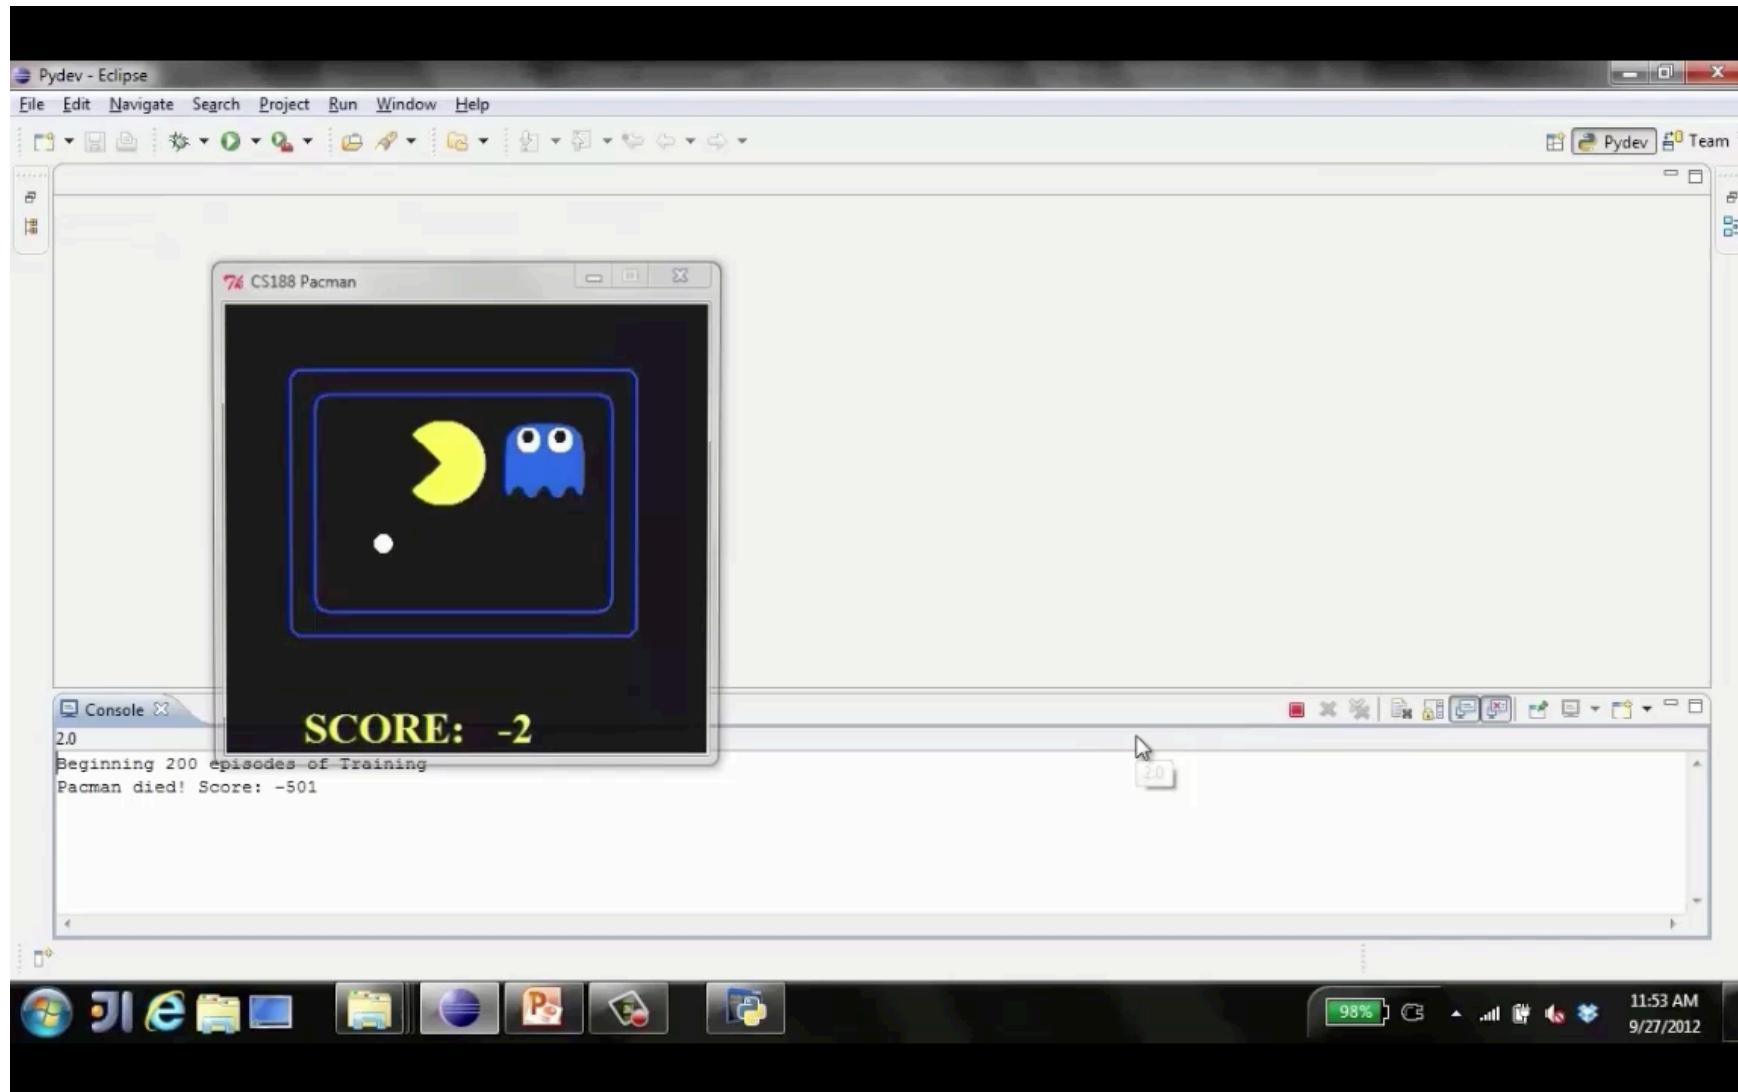 Pydev - Eclipse
File Edit Navigate Search Project Run Window Help
Pydev Team
CS188 Pacman
SCORE: -2
Console
2.0
Beginning 200 episodes of Training
Pacman died! Score: -501
2.0
98%
11:53 AM
9/27/2012